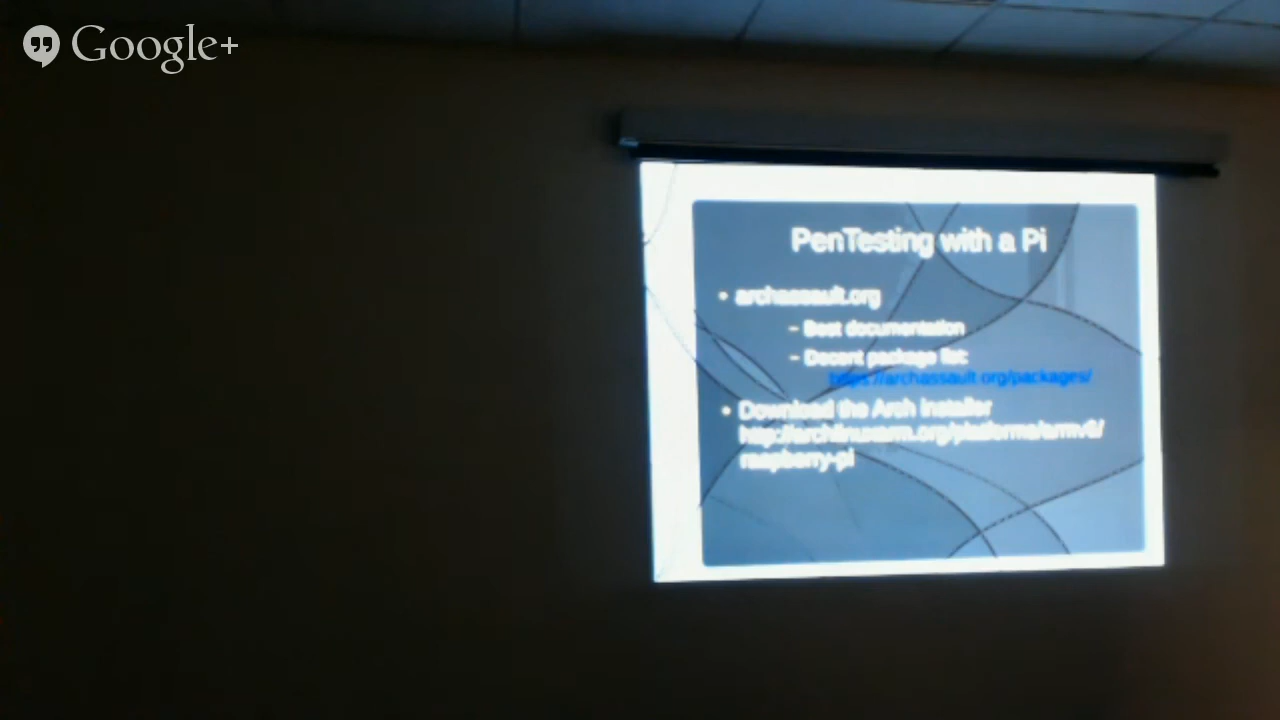 Google+
PenTesting with a Pi
• archassault.org
– Best documentation
– Decent package list:
https://archassault.org/packages/
• Download the Arch Installer
http://archlinuxarm.org/platforms/armv6/
raspberry-pi